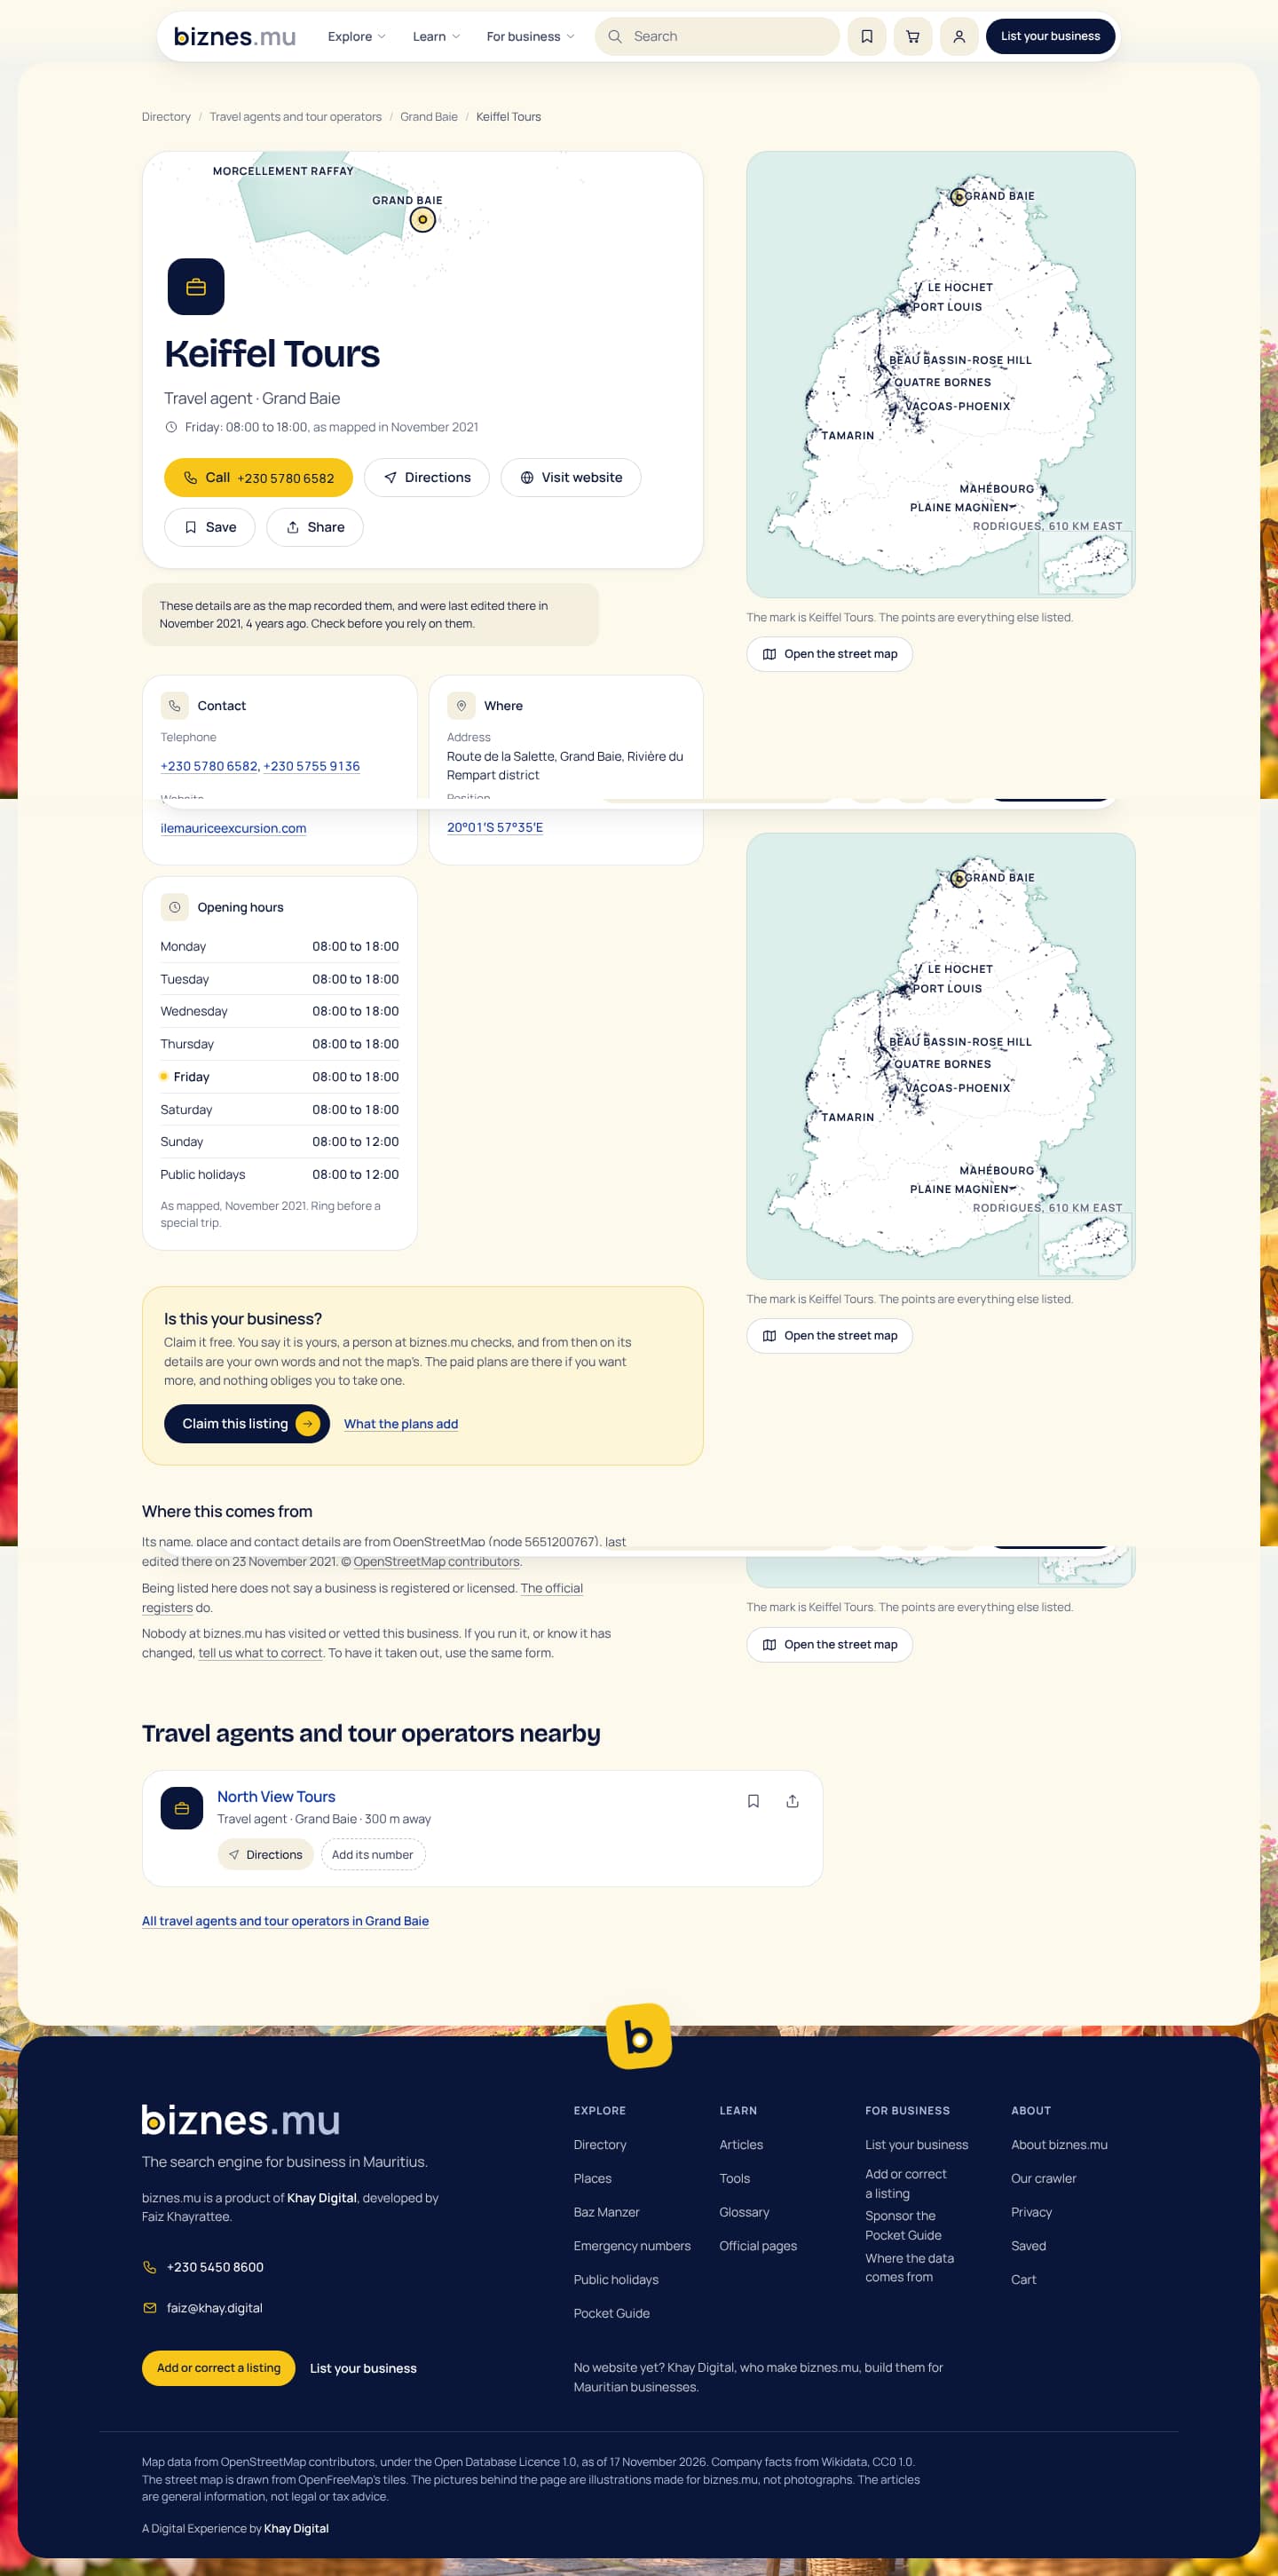 biznes.mu
Explore
Learn
For business
Search
List your business
Directory / Travel agents and tour operators / Grand Baie / Keiffel Tours
MORCELLEMENT RAFFAY
GRAND BAIE
Keiffel Tours
Travel agent · Grand Baie
Friday: 08:00 to 18:00, as mapped in November 2021
Call +230 5780 6582
Directions
Visit website
Save
Share
These details are as the map recorded them, and were last edited there in
November 2021, 4 years ago. Check before you rely on them.
GRAND BAIE
LE HOCHET
PORT LOUIS
BEAU BASSIN-ROSE HILL
QUATRE BORNES
VACOAS-PHOENIX
TAMARIN
MAHÉBOURG
PLAINE MAGNIEN
RODRIGUES, 610 KM EAST
The mark is Keiffel Tours. The points are everything else listed.
Open the street map
Contact
Telephone
+230 5780 6582, +230 5755 9136
Website
ilemauriceexcursion.com
Where
Address
Route de la Salette, Grand Baie, Rivière du
Rempart district
Position
20°01′S 57°35′E
Opening hours
Monday 08:00 to 18:00
Tuesday 08:00 to 18:00
Wednesday 08:00 to 18:00
Thursday 08:00 to 18:00
Friday 08:00 to 18:00
Saturday 08:00 to 18:00
Sunday 08:00 to 12:00
Public holidays 08:00 to 12:00
As mapped, November 2021. Ring before a
special trip.
GRAND BAIE
LE HOCHET
PORT LOUIS
BEAU BASSIN-ROSE HILL
QUATRE BORNES
VACOAS-PHOENIX
TAMARIN
MAHÉBOURG
PLAINE MAGNIEN
RODRIGUES, 610 KM EAST
The mark is Keiffel Tours. The points are everything else listed.
Open the street map
Is this your business?
Claim it free. You say it is yours, a person at biznes.mu checks, and from then on its
details are your own words and not the map's. The paid plans are there if you want
more, and nothing obliges you to take one.
Claim this listing
What the plans add
Where this comes from
Its name, place and contact details are from OpenStreetMap (node 5651200767), last
edited there on 23 November 2021. © OpenStreetMap contributors.
Being listed here does not say a business is registered or licensed. The official
registers do.
Nobody at biznes.mu has visited or vetted this business. If you run it, or know it has
changed, tell us what to correct. To have it taken out, use the same form.
The mark is Keiffel Tours. The points are everything else listed.
Open the street map
Travel agents and tour operators nearby
North View Tours
Travel agent · Grand Baie · 300 m away
Directions
Add its number
All travel agents and tour operators in Grand Baie
b
biznes.mu
The search engine for business in Mauritius.
biznes.mu is a product of Khay Digital, developed by
Faiz Khayrattee.
+230 5450 8600
faiz@khay.digital
Add or correct a listing
List your business
EXPLORE
Directory
Places
Baz Manzer
Emergency numbers
Public holidays
Pocket Guide
LEARN
Articles
Tools
Glossary
Official pages
FOR BUSINESS
List your business
Add or correct
a listing
Sponsor the
Pocket Guide
Where the data
comes from
ABOUT
About biznes.mu
Our crawler
Privacy
Saved
Cart
No website yet? Khay Digital, who make biznes.mu, build them for
Mauritian businesses.
Map data from OpenStreetMap contributors, under the Open Database Licence 1.0, as of 17 November 2026. Company facts from Wikidata, CC0 1.0.
The street map is drawn from OpenFreeMap's tiles. The pictures behind the page are illustrations made for biznes.mu, not photographs. The articles
are general information, not legal or tax advice.
A Digital Experience by Khay Digital